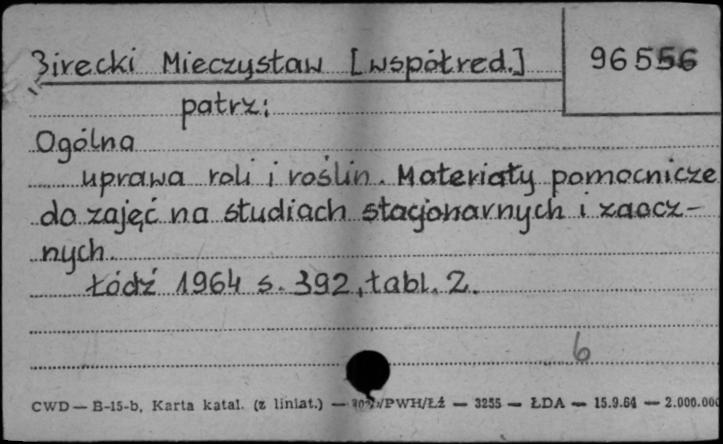 Birecki Mieczysław [współred.] 96556
patrz:
Ogólna
uprawa roli i roślin. Materiały pomocnicze
do zajęć na studiach stacjonarnych i zaocz-
nych.
Łódź 1964 s. 392, tabl. 2.
6
CWD — B-15-b, Karta katal. (z liniat.) — /PWH/Łź — 3255 — ŁDA — 15.9.64 — 2.000.000